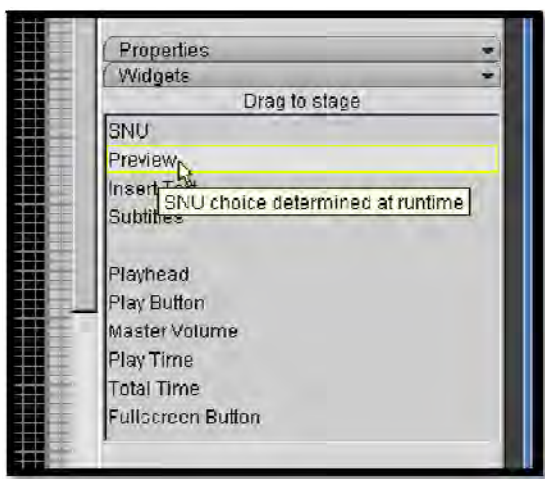 Properties
Widgets
Drag to stage
SNU
Preview
Insert Text
SNU choice determined at runtime
Subtitles
Playhead
Play Button
Master Volume
Play Time
Total Time
Fullscreen Button